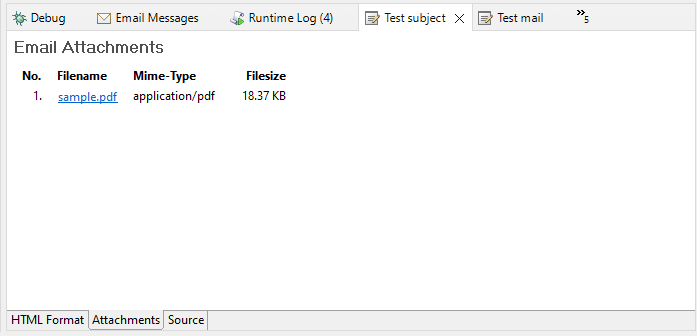 Debug Email Messages Runtime Log (4) Test subject Test mail »5
Email Attachments
No. Filename Mime-Type Filesize
1. sample.pdf application/pdf 18.37 KB
HTML Format Attachments Source